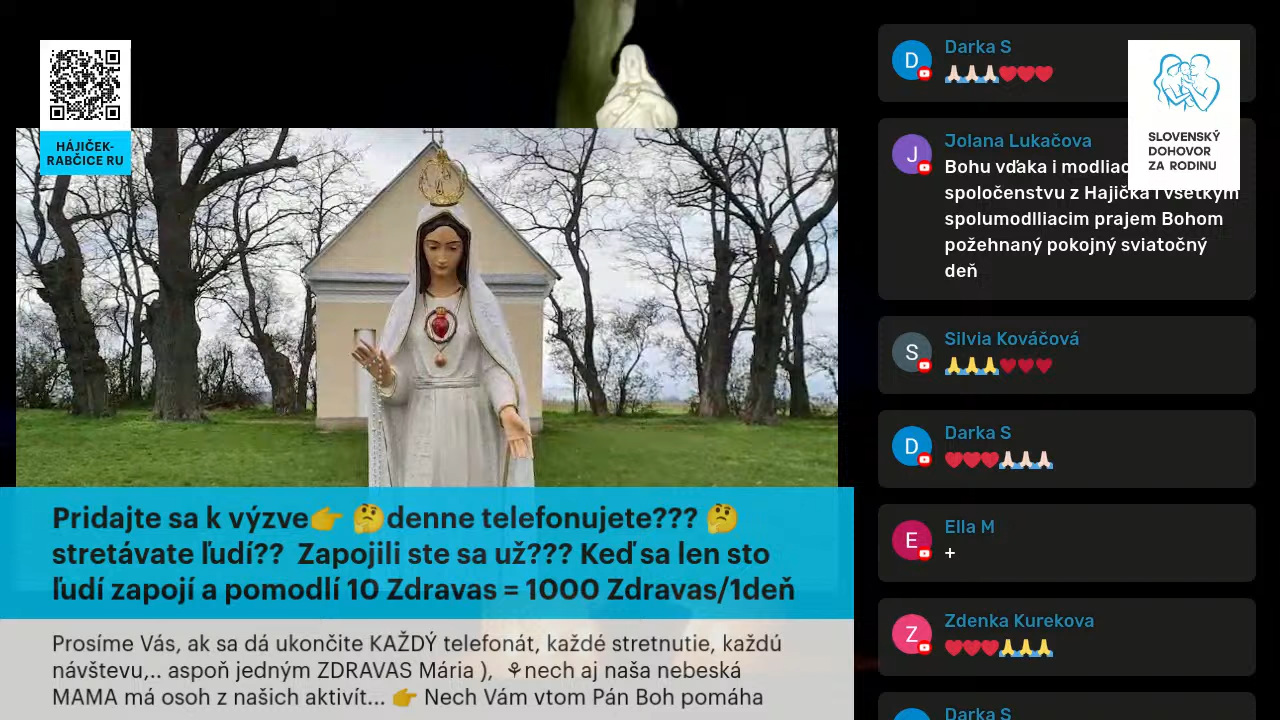 HÁJIČEK-
RABČICE RU
Pridajte sa k výzve👉 🤔denne telefonujete??? 🤔
stretávate ľudí?? Zapojili ste sa už??? Keď sa len sto
ľudí zapojí a pomodlí 10 Zdravas = 1000 Zdravas/1deň
Prosíme Vás, ak sa dá ukončite KAŽDÝ telefonát, každé stretnutie, každú
návštevu,.. aspoň jedným ZDRAVAS Mária ), ⚘nech aj naša nebeská
MAMA má osoh z našich aktivít... 👉 Nech Vám vtom Pán Boh pomáha
SLOVENSKÝ
DOHOVOR
ZA RODINU
D
Darka S
🙏🏻🙏🏻🙏🏻❤️❤️❤️
J
Jolana Lukačova
Bohu vďaka i modliac
spoločenstvu z Hajíčka i všetkým
spolumodlliacim prajem Bohom
požehnaný pokojný sviatočný
deň
S
Silvia Kováčová
🙏🙏🙏♥️♥️♥️
D
Darka S
❤️❤️❤️🙏🏻🙏🏻🙏🏻
E
Ella M
+
Z
Zdenka Kurekova
❤️❤️❤️🙏🙏🙏
Darka S